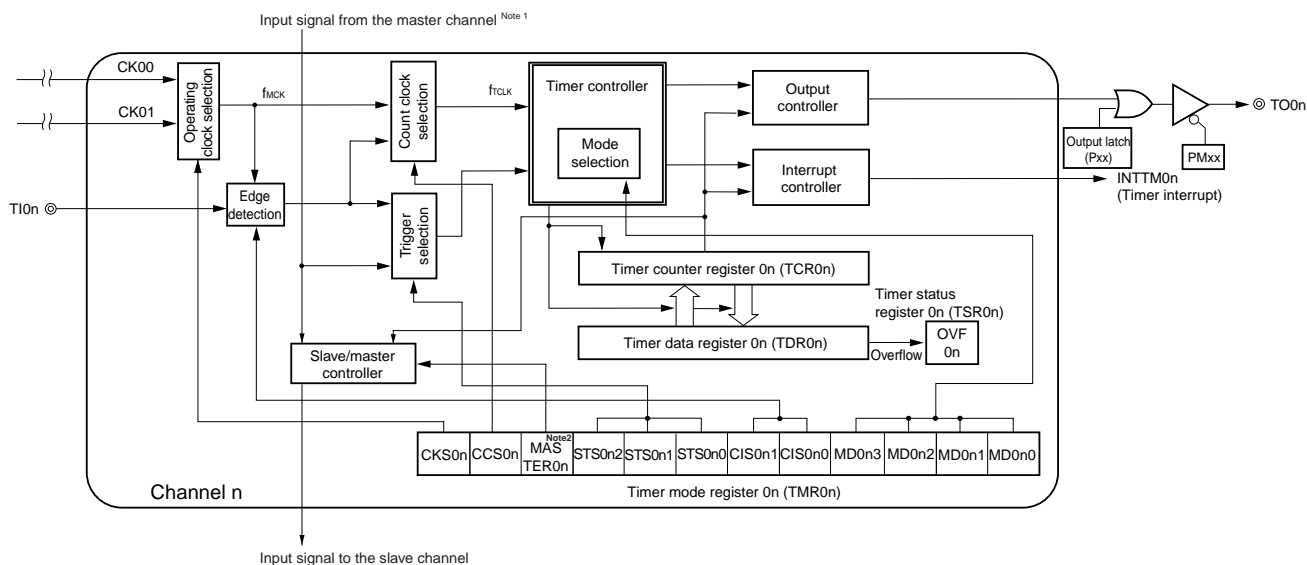 Input signal from the master channel Note 1
CK00
CK01
Operating
clock selection
fMCK
Count clock
selection
fTCLK
Timer controller
Mode
selection
Output
controller
Interrupt
controller
Output latch
(Pxx)
PMxx
TO0n
INTTM0n
(Timer interrupt)
TI0n
Edge
detection
Trigger
selection
Timer counter register 0n (TCR0n)
Timer status
register 0n (TSR0n)
Timer data register 0n (TDR0n)
Overflow
OVF
0n
Slave/master
controller
CKS0n
CCS0n
Note2
MAS
TER0n
STS0n2
STS0n1
STS0n0
CIS0n1
CIS0n0
MD0n3
MD0n2
MD0n1
MD0n0
Channel n
Timer mode register 0n (TMR0n)
Input signal to the slave channel